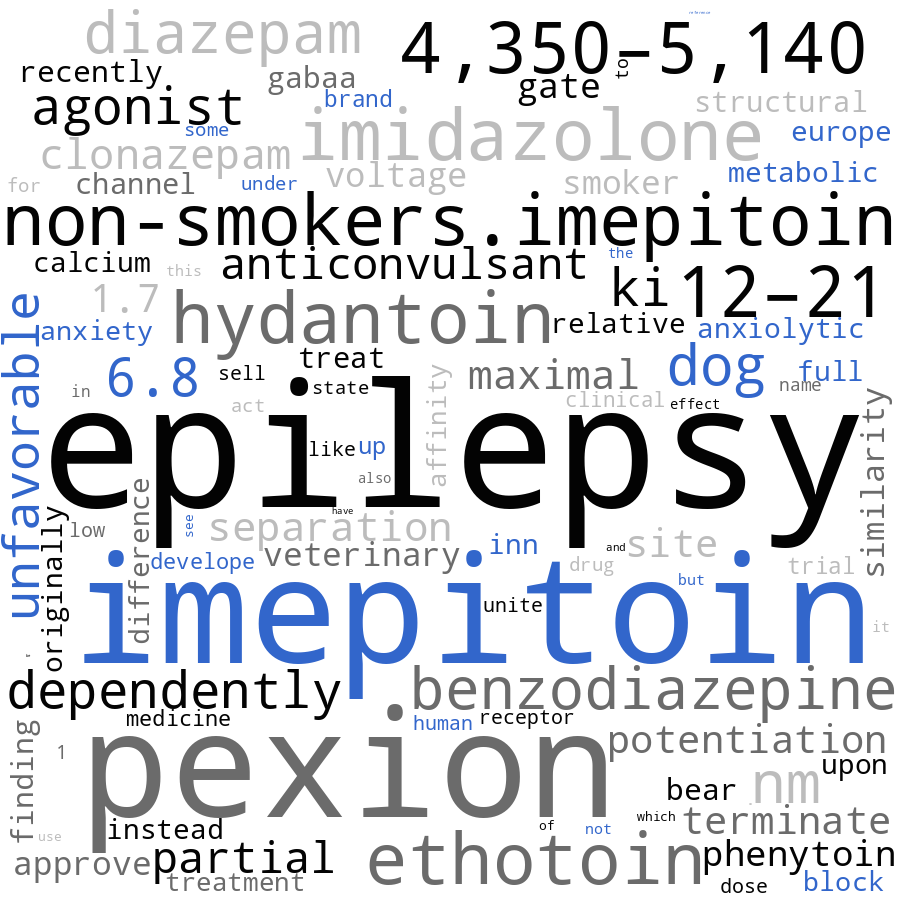 reference
diazepam
4,350–5,140
to
recently
gabaa
gate
agonist
brand
structural
some
imidazolone
europe
clonazepam
voltage
smoker
metabolic
for
channel
under
non-smokers.imepitoin
calcium
this
anticonvulsant
the
ki
12–21
1.7
hydantoin
relative
anxiolytic
anxiety
unfavorable
treat
6.8
sell
state
maximal
dog
full
name
in
act
epilepsy
affinity
clinical
effect
similarity
like
up
also
have
low
difference
see
separation
originally
develope
veterinary
inn
and
site
drug
trial
imepitoin
but
unite
it
dependently
benzodiazepine
medicine
human
receptor
finding
1
pexion
potentiation
upon
bear
nm
use
instead
of
not
which
terminate
approve
partial
ethotoin
phenytoin
treatment
dose
block